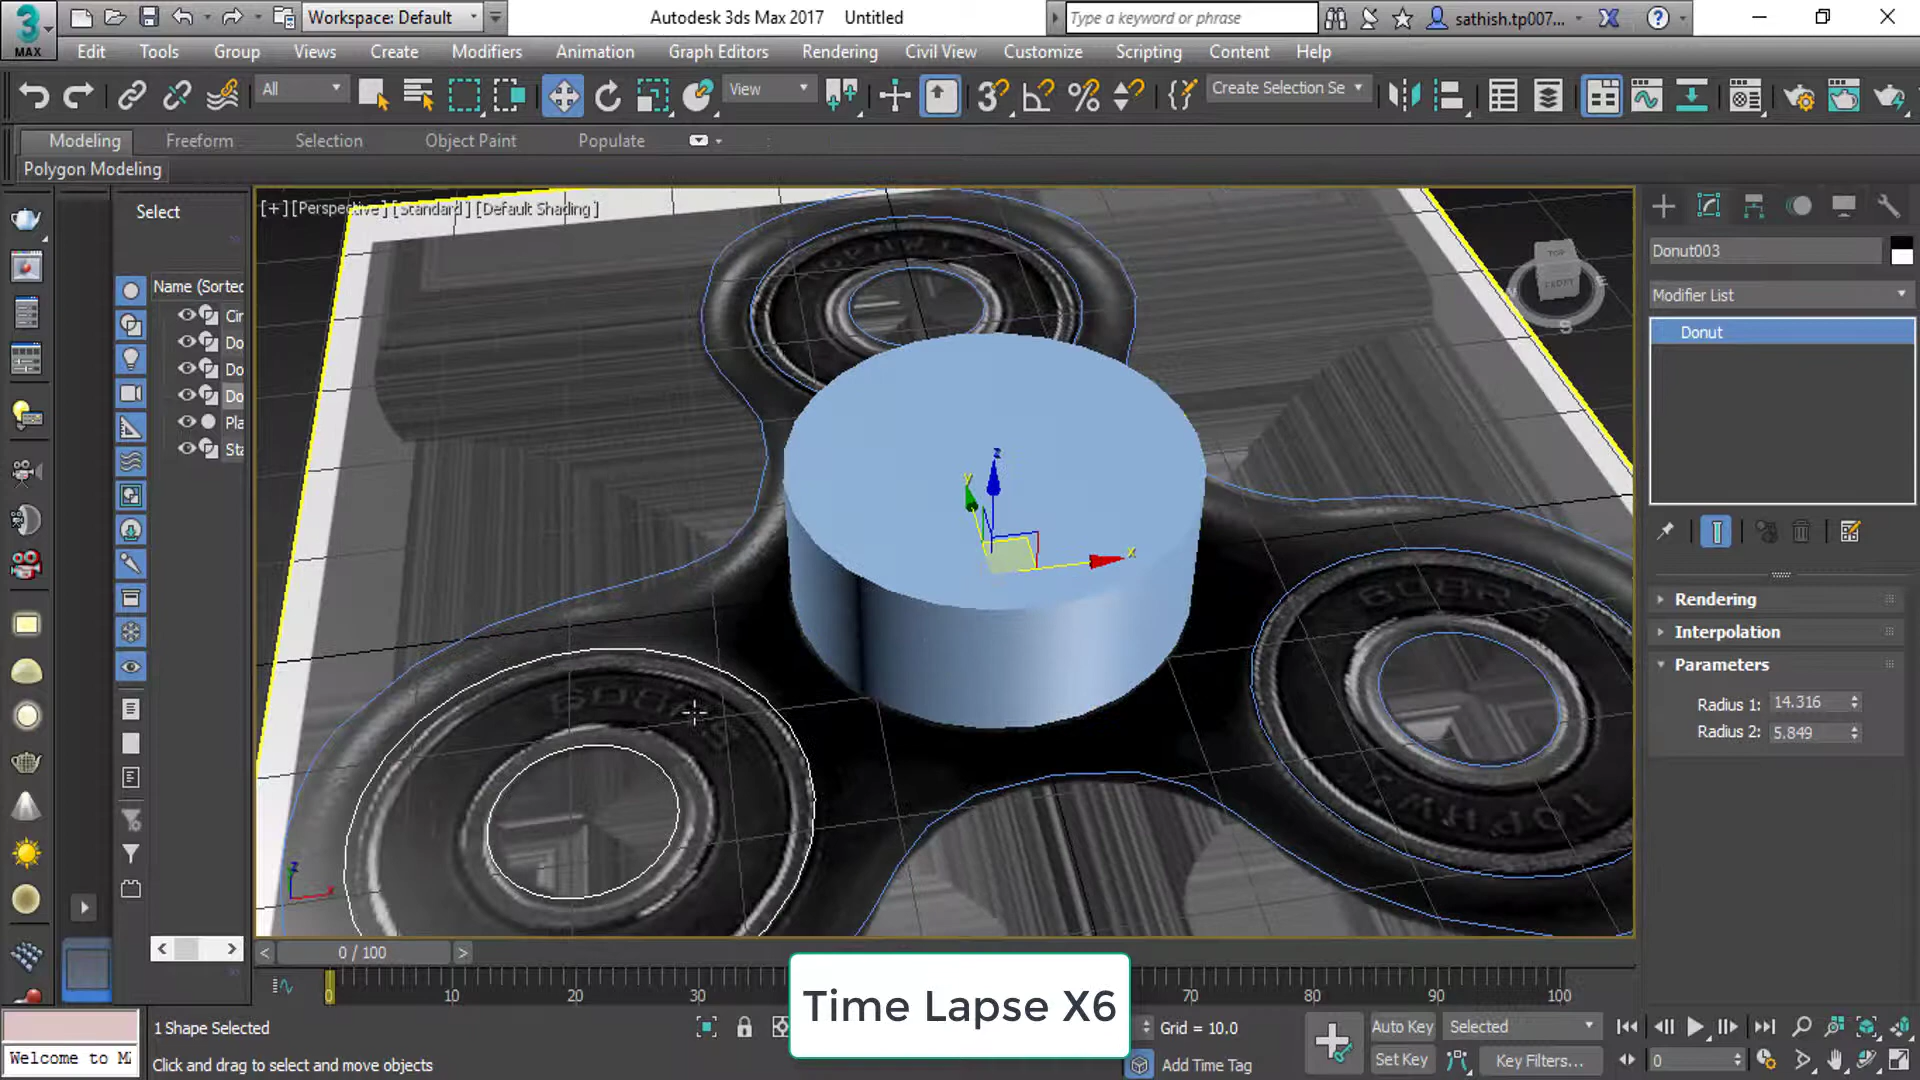 Workspace: Default
Autodesk 3ds Max 2017 Untitled
Type a keyword or phrase
sathish.tp007...
MAX
Edit Tools Group Views Create Modifiers Animation Graph Editors Rendering Civil View Customize Scripting Content Help
All
View
Create Selection Se
Modeling Freeform Selection Object Paint Populate
Polygon Modeling
Select
[+] [Perspective] [Standard] [Default Shading]
TOP
FRONT
S
Donut003
Name (Sorted
Modifier List
Cir
Donut
Do
Do
Do
Pla
Sta
z
y
x
Rendering
Interpolation
Parameters
Radius 1: 14.316
Radius 2: 5.849
z
< 0 / 100 >
0 10 20 30 70 80 90 100
Time Lapse X6
1 Shape Selected
Grid = 10.0
Auto Key Selected
Welcome to M
Click and drag to select and move objects
Add Time Tag
Set Key
Key Filters...
0